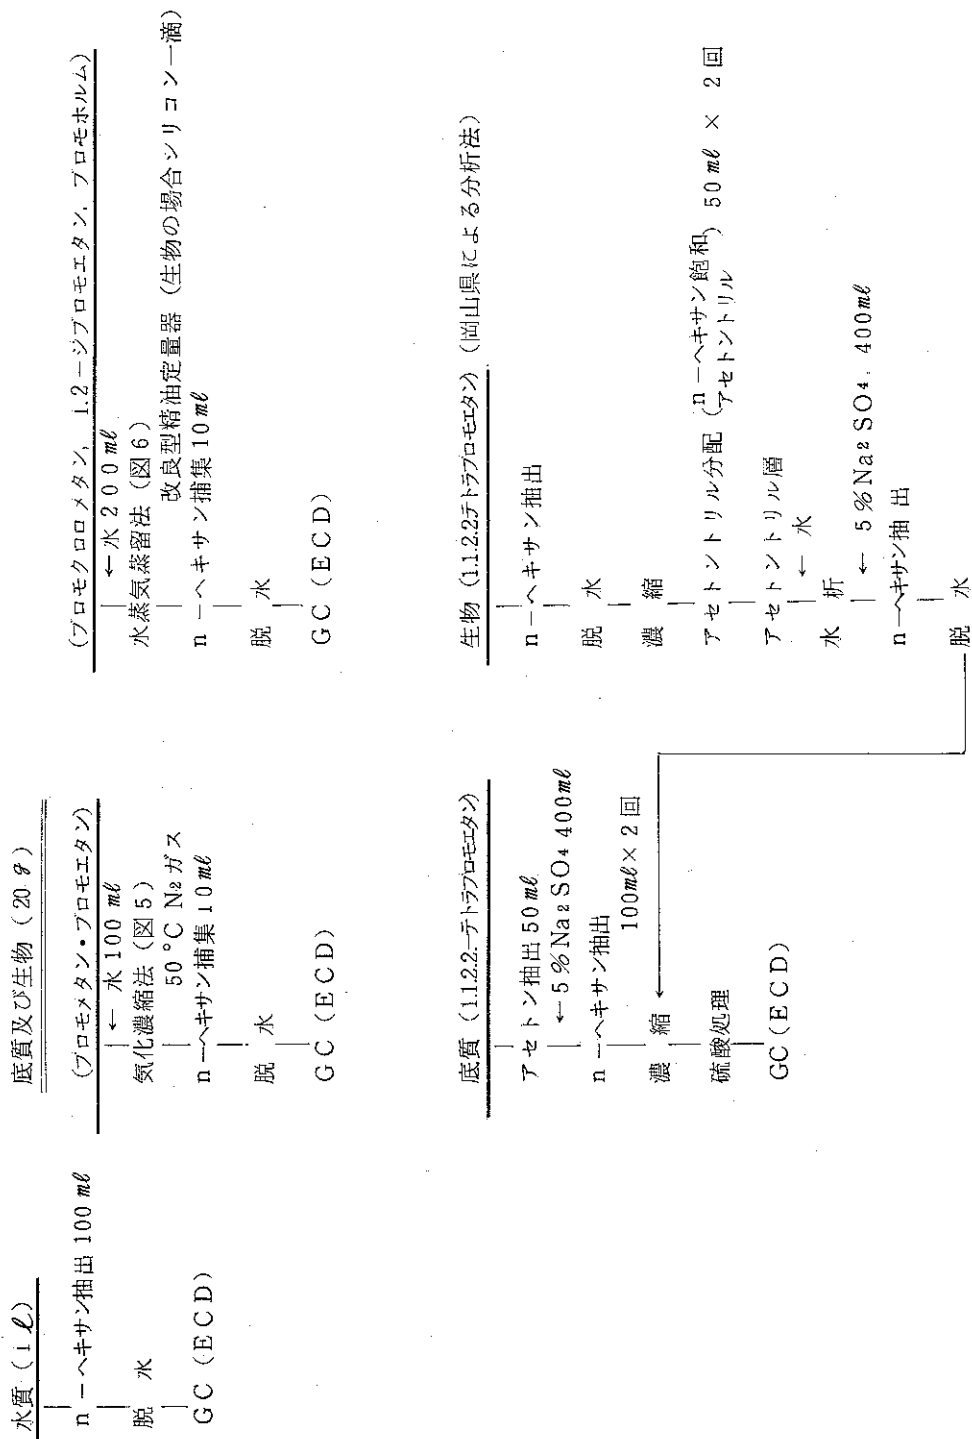 水質 (1ℓ)
n－ヘキサン抽出 100 ml
脱 水
GC (ECD)
底質及び生物 (20 g)
(ブロモメタン・ブロモエタン)
← 水100 ml
気化濃縮法 (図5)
50 °C N₂ ガス
n－ヘキサン捕集 10 ml
脱 水
GC (ECD)
(ブロモクロロメタン, 1.2－ジブロモエタン, ブロモホルム)
← 水 200 ml
水蒸気蒸留法 (図6)
改良型精油定量器 (生物の場合シリコン一滴)
n－ヘキサン捕集 10 ml
脱 水
GC (ECD)
底質 (1.1.2.2.－テトラブロモエタン)
アセトン抽出 50 ml
← 5%Na₂SO₄ 400ml
n－ヘキサン抽出
100ml × 2回
濃 縮
硫酸処理
GC (ECD)
生物 (1.1.2.2テトラブロモエタン) (岡山県による分析法)
n－ヘキサン抽出
脱 水
濃 縮
アセトントリル分配 (n－ヘキサン飽和アセトントリル) 50 ml × 2回
アセトントリル層
← 水
水 析
← 5%Na₂SO₄. 400ml
n－ヘキサン抽出
脱 水